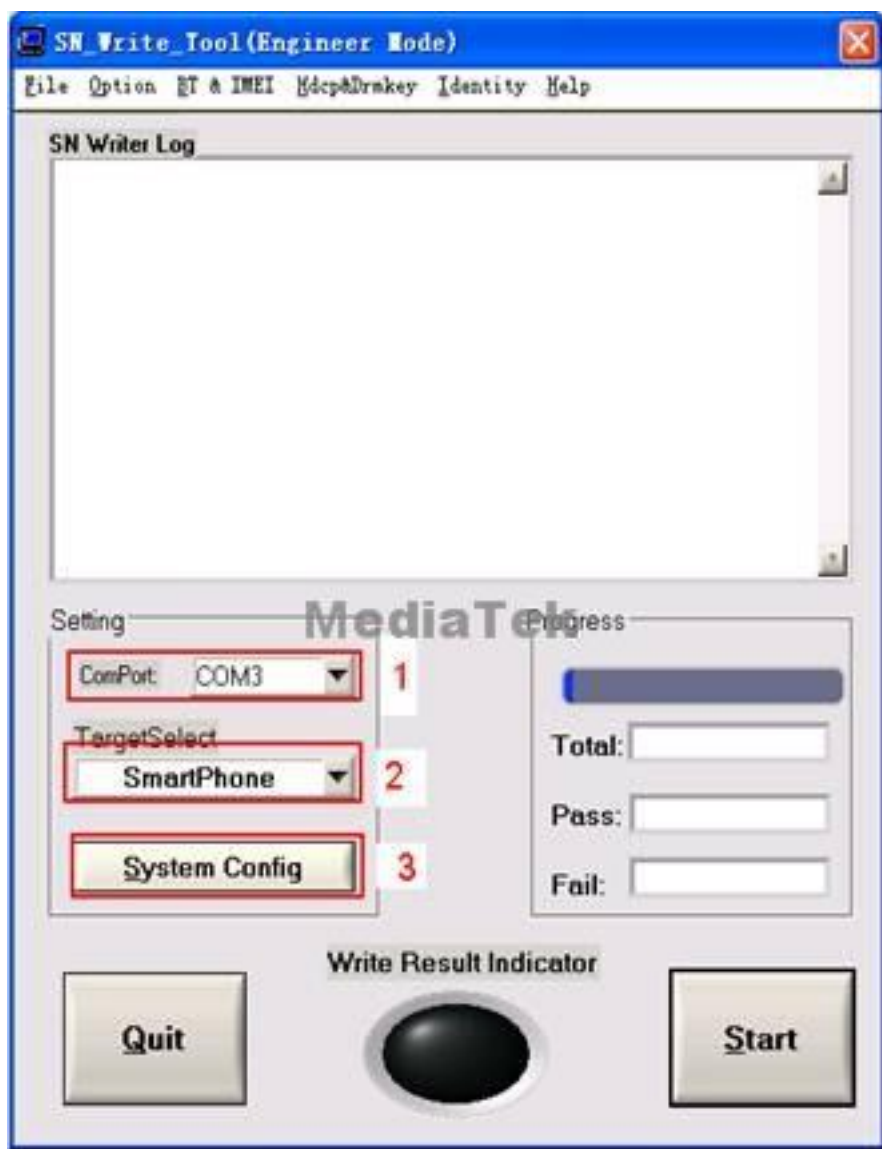 SN_Write_Tool(Engineer Mode)
File Option BT & IMEI Hdcp&Drmkey Identity Help
SN Writer Log
MediaTek
Setting
Progress
ComPort: COM3
1
TargetSelect
SmartPhone
2
System Config
3
Total:
Pass:
Fail:
Write Result Indicator
Quit
Start